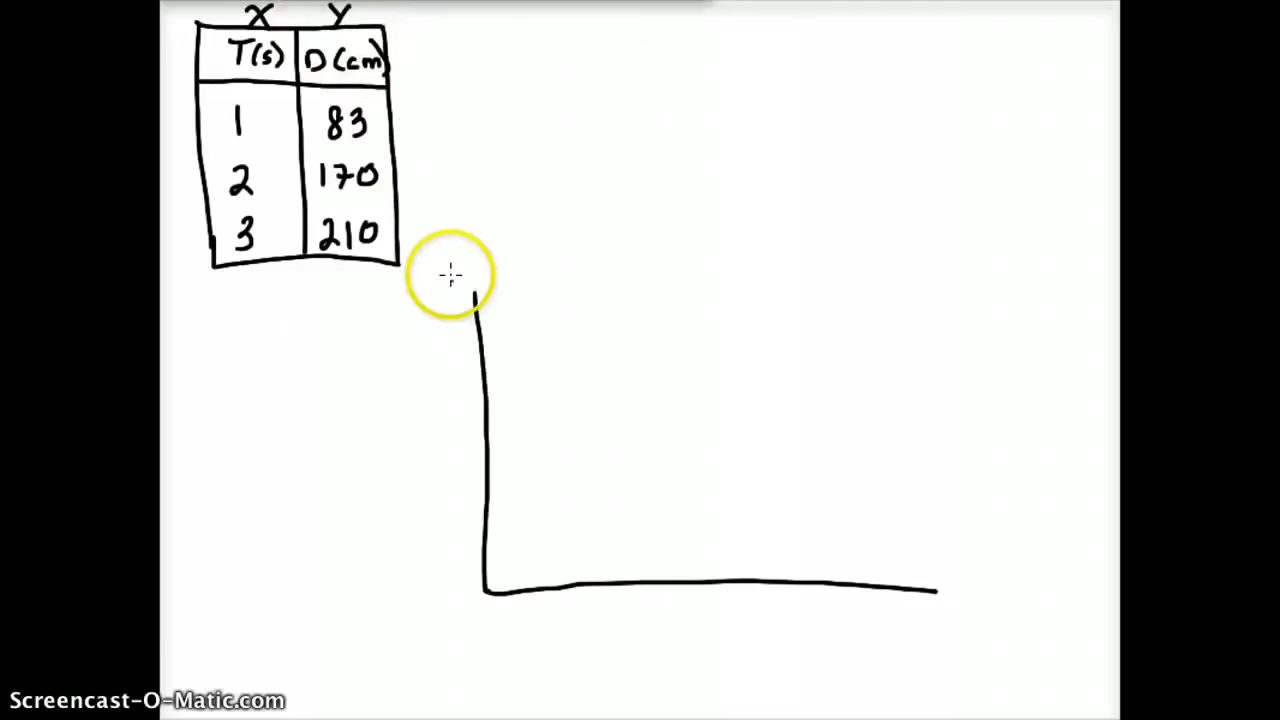 X Y
T(s) D(cm)
1 83
2 170
3 210
Screencast-O-Matic.com